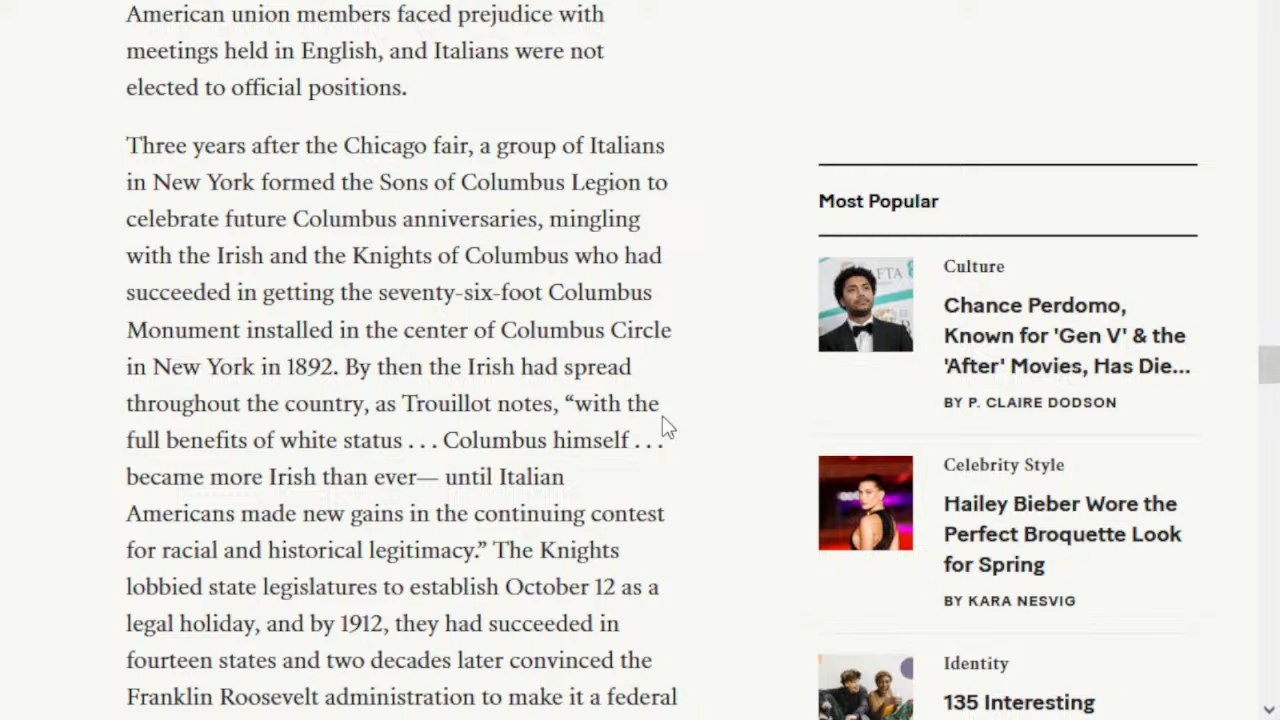 American union members faced prejudice with
meetings held in English, and Italians were not
elected to official positions.
Three years after the Chicago fair, a group of Italians
in New York formed the Sons of Columbus Legion to
celebrate future Columbus anniversaries, mingling
with the Irish and the Knights of Columbus who had
succeeded in getting the seventy-six-foot Columbus
Monument installed in the center of Columbus Circle
in New York in 1892. By then the Irish had spread
throughout the country, as Trouillot notes, “with the
full benefits of white status . . . Columbus himself . . .
became more Irish than ever— until Italian
Americans made new gains in the continuing contest
for racial and historical legitimacy.” The Knights
lobbied state legislatures to establish October 12 as a
legal holiday, and by 1912, they had succeeded in
fourteen states and two decades later convinced the
Franklin Roosevelt administration to make it a federal
Most Popular
Culture
Chance Perdomo,
Known for 'Gen V' & the
'After' Movies, Has Die...
BY P. CLAIRE DODSON
Celebrity Style
Hailey Bieber Wore the
Perfect Broquette Look
for Spring
BY KARA NESVIG
Identity
135 Interesting